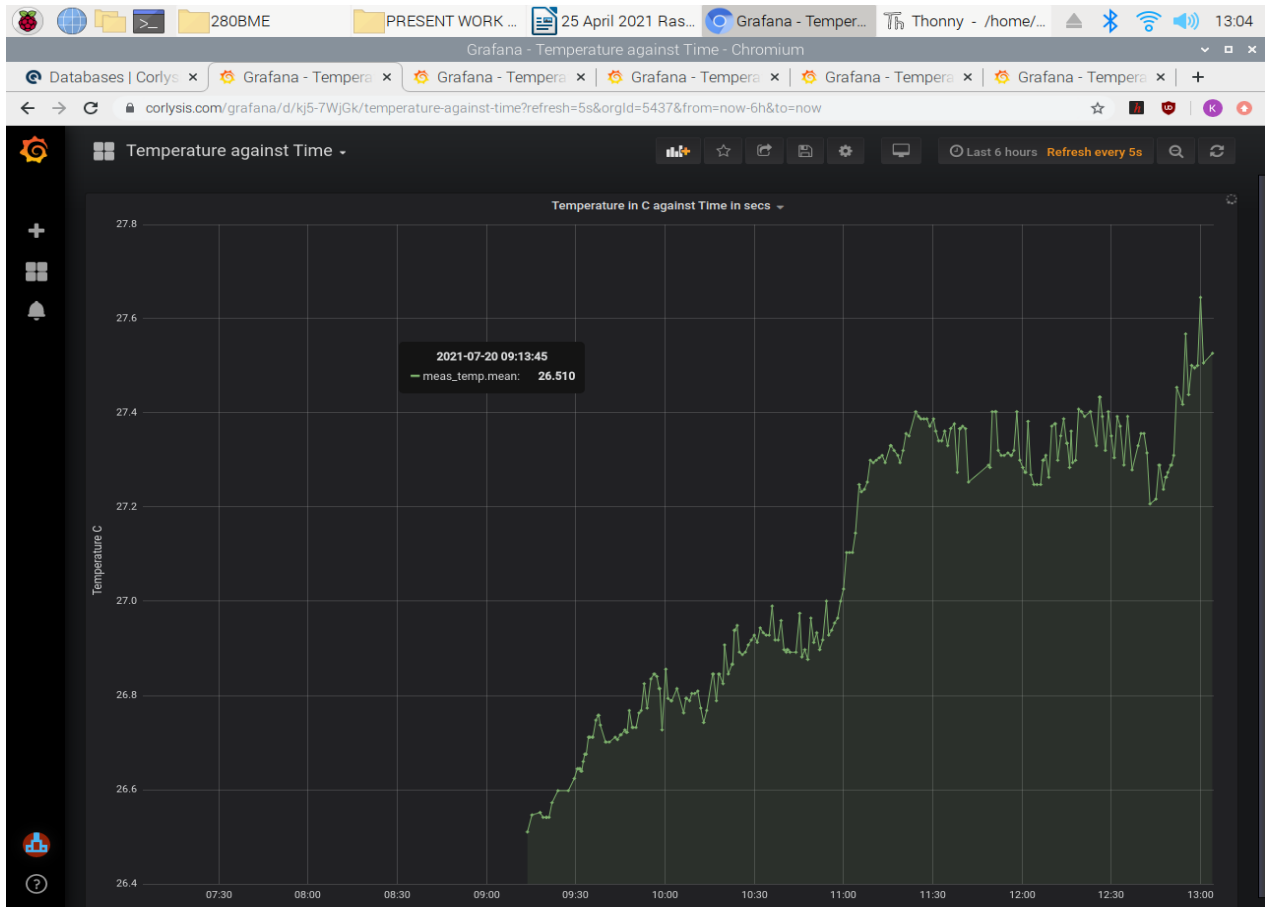 280BME PRESENT WORK ... 25 April 2021 Ras... Grafana - Temper... Th Thonny - /home/... 13:04
Grafana - Temperature against Time - Chromium
Databases | Corlys Grafana - Tempera Grafana - Tempera Grafana - Tempera Grafana - Tempera Grafana - Tempera
corlysis.com/grafana/d/kj5-7WjGk/temperature-against-time?refresh=5s&orgId=5437&from=now-6h&to=now h UD K
Temperature against Time Last 6 hours Refresh every 5s
Temperature in C against Time in secs
27.8
27.6
2021-07-20 09:13:45
meas_temp.mean: 26.510
27.4
27.2
Temperature C
27.0
26.8
26.6
26.4
07:30 08:00 08:30 09:00 09:30 10:00 10:30 11:00 11:30 12:00 12:30 13:00